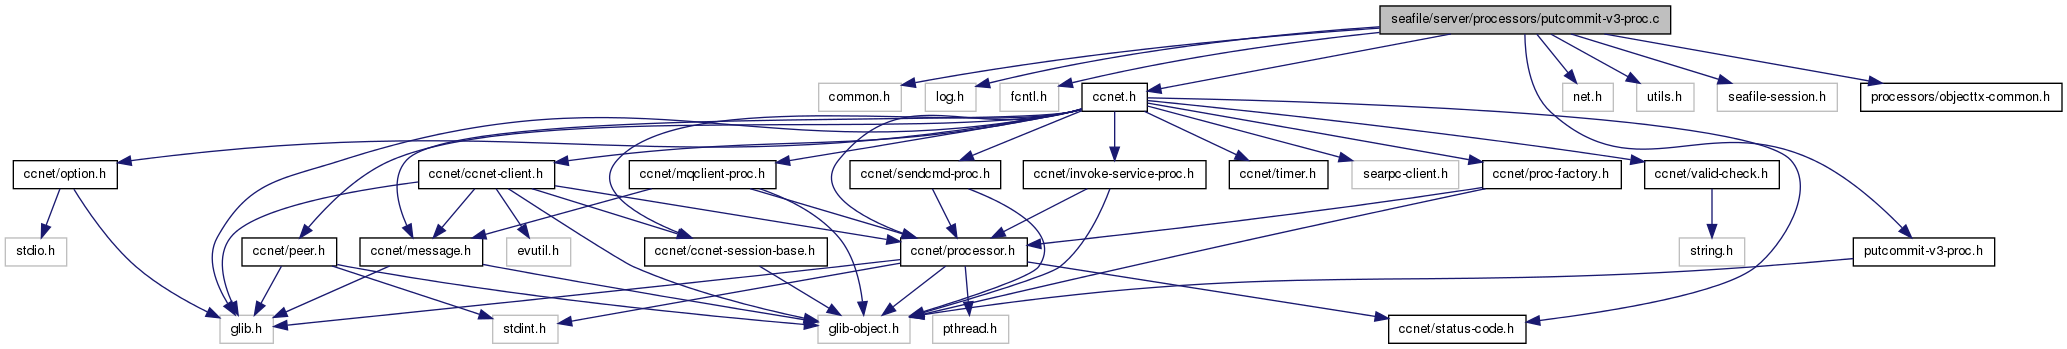 seafile/server/processors/putcommit-v3-proc.c
common.h
log.h
fcntl.h
ccnet.h
net.h
utils.h
seafile-session.h
processors/objecttx-common.h
ccnet/option.h
ccnet/ccnet-client.h
ccnet/mqclient-proc.h
ccnet/sendcmd-proc.h
ccnet/invoke-service-proc.h
ccnet/timer.h
searpc-client.h
ccnet/proc-factory.h
ccnet/valid-check.h
stdio.h
ccnet/peer.h
ccnet/message.h
evutil.h
ccnet/ccnet-session-base.h
ccnet/processor.h
string.h
putcommit-v3-proc.h
glib.h
stdint.h
glib-object.h
pthread.h
ccnet/status-code.h